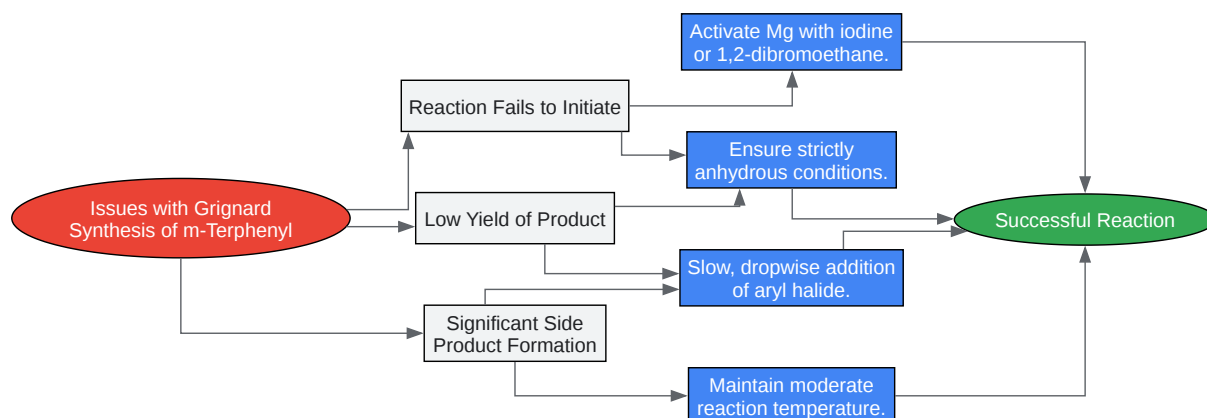 Activate Mg with iodine
or 1,2-dibromoethane.
Reaction Fails to Initiate
Ensure strictly
anhydrous conditions.
Issues with Grignard
Synthesis of m-Terphenyl
Low Yield of Product
Successful Reaction
Slow, dropwise addition
of aryl halide.
Significant Side
Product Formation
Maintain moderate
reaction temperature.